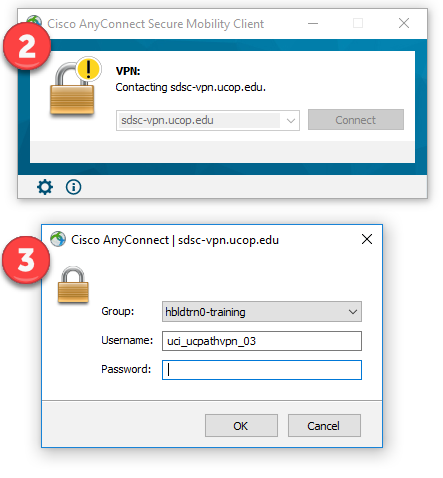 Cisco AnyConnect Secure Mobility Client
2
VPN:
Contacting sdsc-vpn.ucop.edu.
sdsc-vpn.ucop.edu
Connect
3
Cisco AnyConnect | sdsc-vpn.ucop.edu
Group: hbldtrn0-training
Username: uci_ucpathvpn_03
Password:
OK Cancel